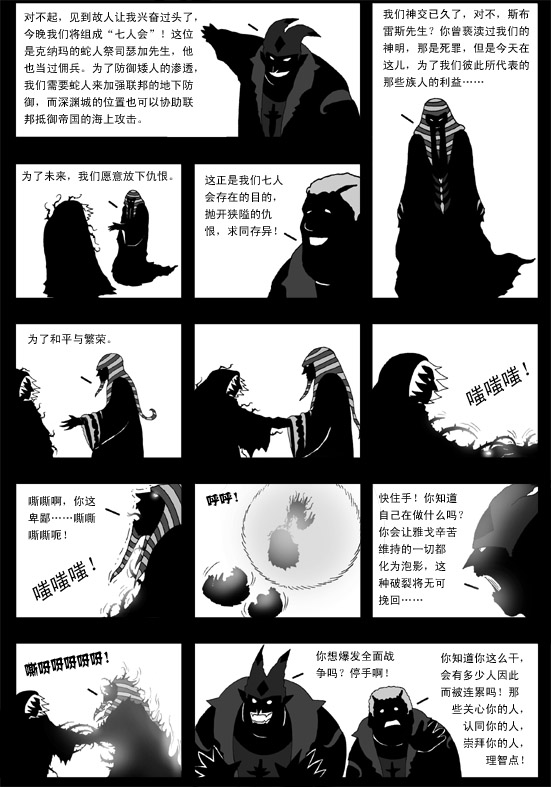 对不起，见到故人让我兴奋过头了，
今晚我们将组成“七人会”！这位
是克纳玛的蛇人祭司瑟加先生，他
也当过佣兵。为了防御矮人的渗透，
我们需要蛇人来加强联邦的地下防
御，而深渊城的位置也可以协助联
邦抵御帝国的海上攻击。
我们神交已久了，对不，斯布
雷斯先生？你曾亵渎过我们的
神明，那是死罪，但是今天在
这儿，为了我们彼此所代表的
那些族人的利益……
为了未来，我们愿意放下仇恨。
这正是我们七人
会存在的目的，
抛开狭隘的仇
恨，求同存异！
为了和平与繁荣。
嗤嗤嗤！
嘶嘶啊，你这
卑鄙……嘶嘶
嘶嘶呃！
嗤嗤嗤！
呼呼！
快住手！你知道
自己在做什么吗？
你会让雅戈辛苦
维持的一切都
化为泡影，这
种破裂将无可
挽回……
嘶呀呀呀呀呀！
你想爆发全面战
争吗？停手啊！
你知道你这么干，
会有多少人因此
而被连累吗！那
些关心你的人，
认同你的人，
崇拜你的人，
理智点！